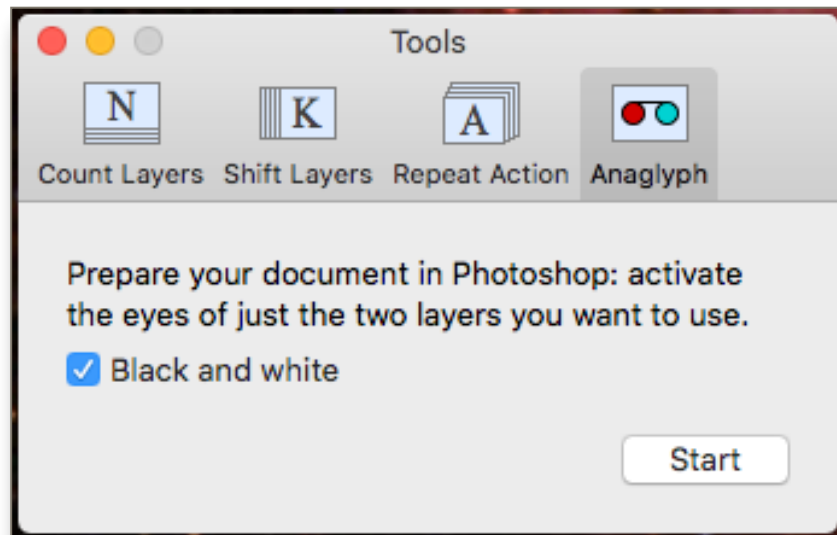 Tools
N K A
Count Layers Shift Layers Repeat Action Anaglyph
Prepare your document in Photoshop: activate
the eyes of just the two layers you want to use.
Black and white
Start